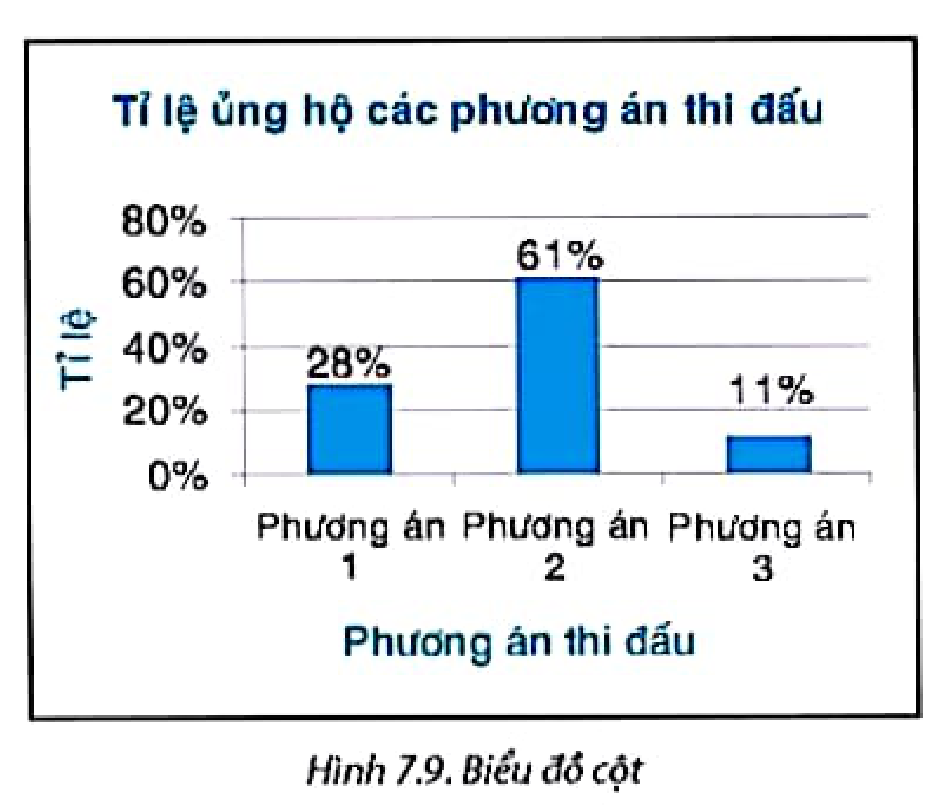 Tỉ lệ ủng hộ các phương án thi đấu
Tỉ lệ
80%
60%
40%
20%
0%
28%
61%
11%
Phương án 1
Phương án 2
Phương án 3
Phương án thi đấu
Hình 7.9. Biểu đồ cột